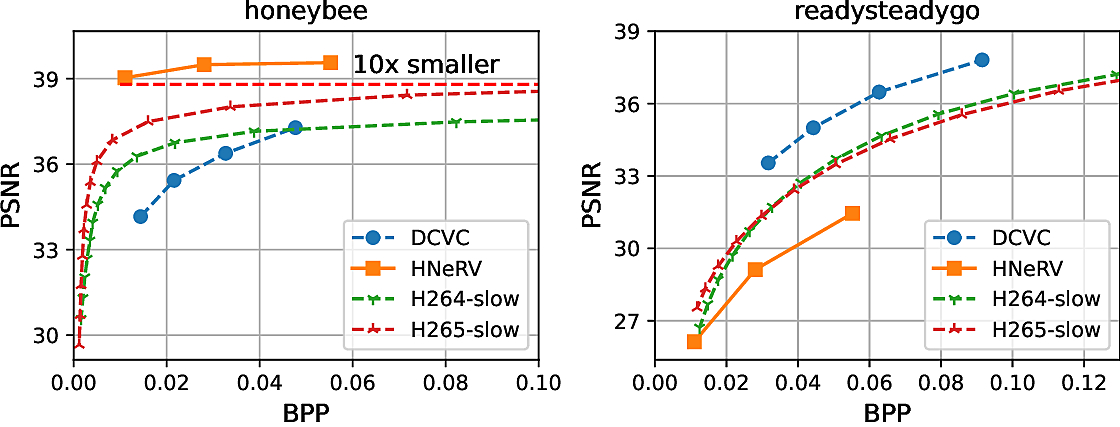 honeybee
PSNR
39
36
33
30
10x smaller
DCVC
HNeRV
H264-slow
H265-slow
0.00 0.02 0.04 0.06 0.08 0.10
BPP
readysteadygo
PSNR
39
36
33
30
27
DCVC
HNeRV
H264-slow
H265-slow
0.00 0.02 0.04 0.06 0.08 0.10 0.12
BPP